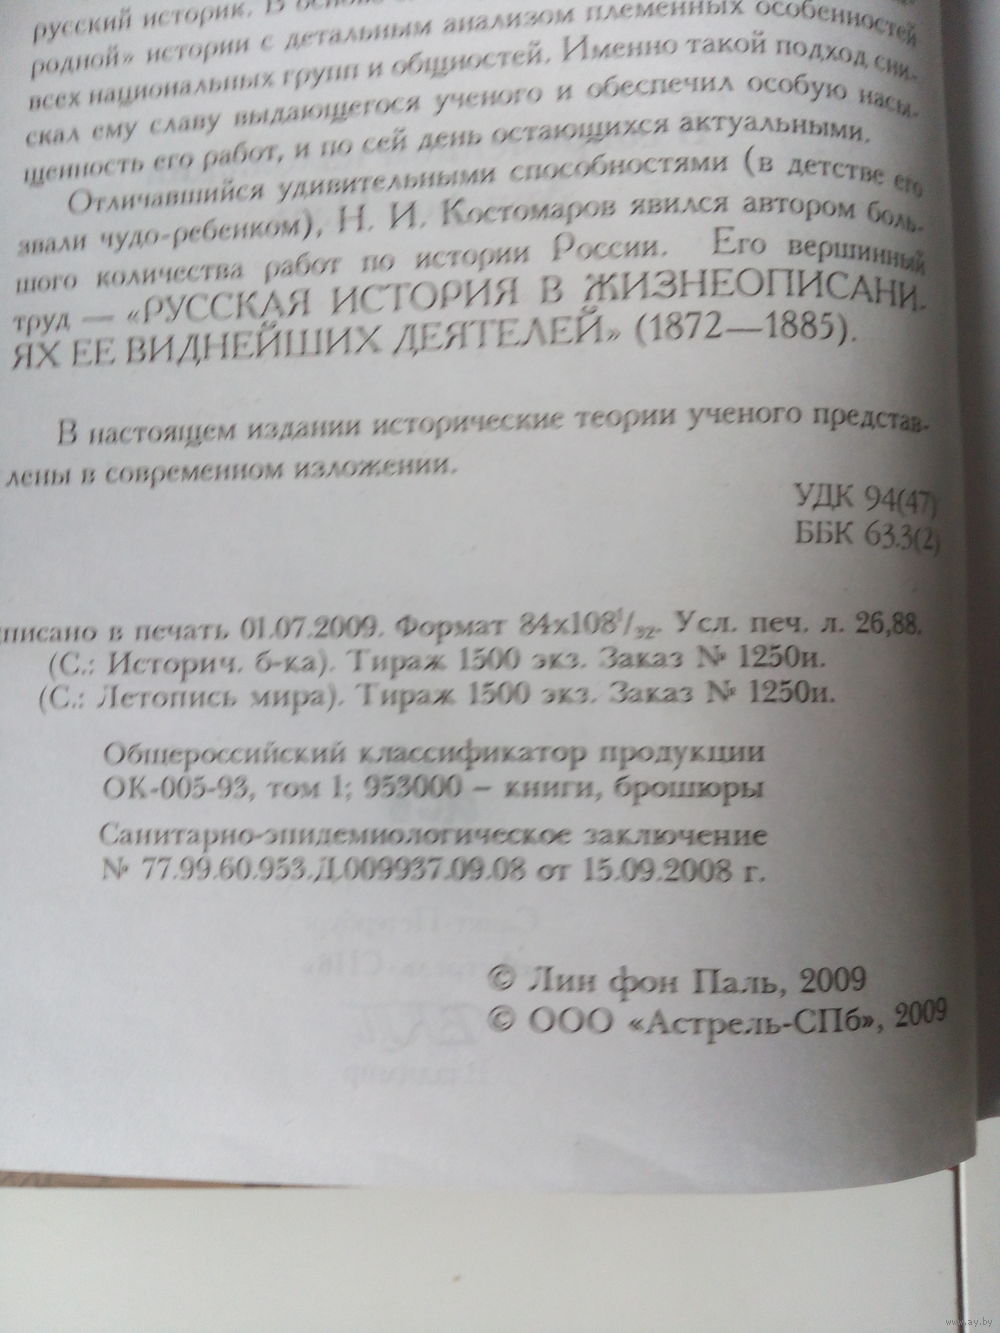 русский историк. В основе
родной» истории с детальным анализом племенных особенностей
всех национальных групп и общностей. Именно такой подход сни-
скал ему славу выдающегося ученого и обеспечил особую насы-
щенность его работ, и по сей день остающихся актуальными.
Отличавшийся удивительными способностями (в детстве его
звали чудо-ребенком), Н. И. Костомаров явился автором боль-
шого количества работ по истории России. Его вершинный
труд — «РУССКАЯ ИСТОРИЯ В ЖИЗНЕОПИСАНИ-
ЯХ ЕЕ ВИДНЕЙШИХ ДЕЯТЕЛЕЙ» (1872—1885).
В настоящем издании исторические теории ученого представ-
лены в современном изложении.
УДК 94(47)
ББК 63.3(2)
писано в печать 01.07.2009. Формат 84х108¹/₃₂. Усл. печ. л. 26,88.
(С.: Историч. б-ка). Тираж 1500 экз. Заказ № 1250и.
(С.: Летопись мира). Тираж 1500 экз. Заказ № 1250и.
Общероссийский классификатор продукции
ОК-005-93, том 1; 953000 – книги, брошюры
Санитарно-эпидемиологическое заключение
№ 77.99.60.953.Д.009937.09.08 от 15.09.2008 г.
© Лин фон Паль, 2009
© ООО «Астрель-СПб», 2009
www.ay.by